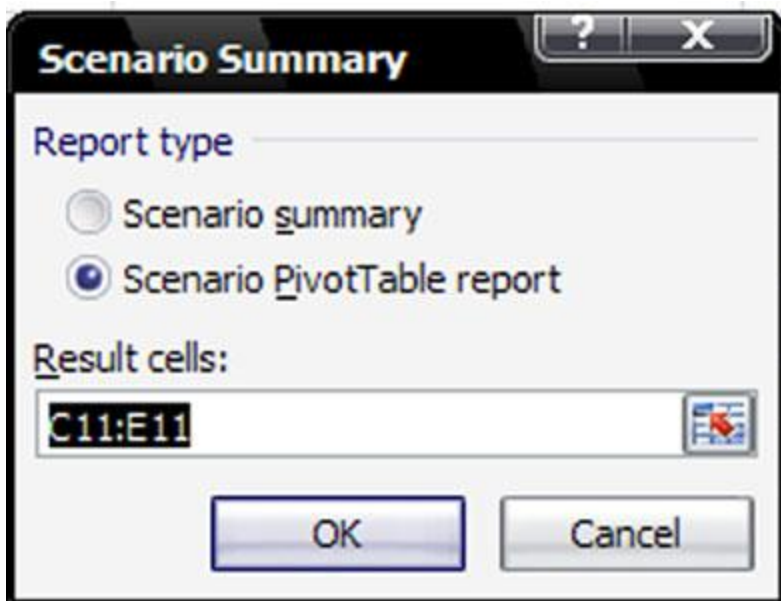 Scenario Summary
Report type
Scenario summary
Scenario PivotTable report
Result cells:
C11:E11
OK Cancel